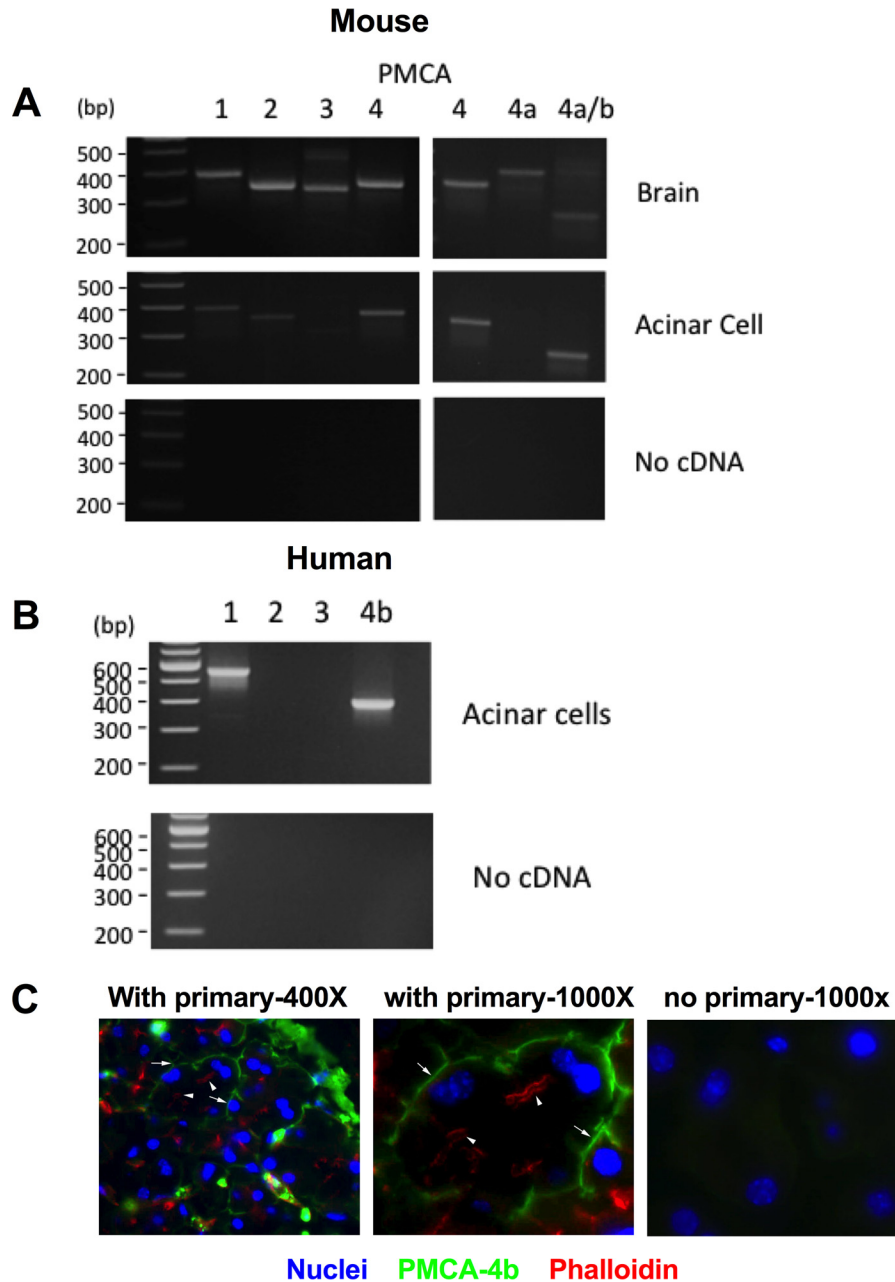 Mouse
PMCA
A (bp) 1 2 3 4 4 4a 4a/b
500
400
300
200
Brain
500
400
300
200
Acinar Cell
500
400
300
200
No cDNA
Human
B (bp) 1 2 3 4b
600
500
400
300
200
Acinar cells
600
500
400
300
200
No cDNA
C With primary-400X with primary-1000X no primary-1000x
Nuclei PMCA-4b Phalloidin